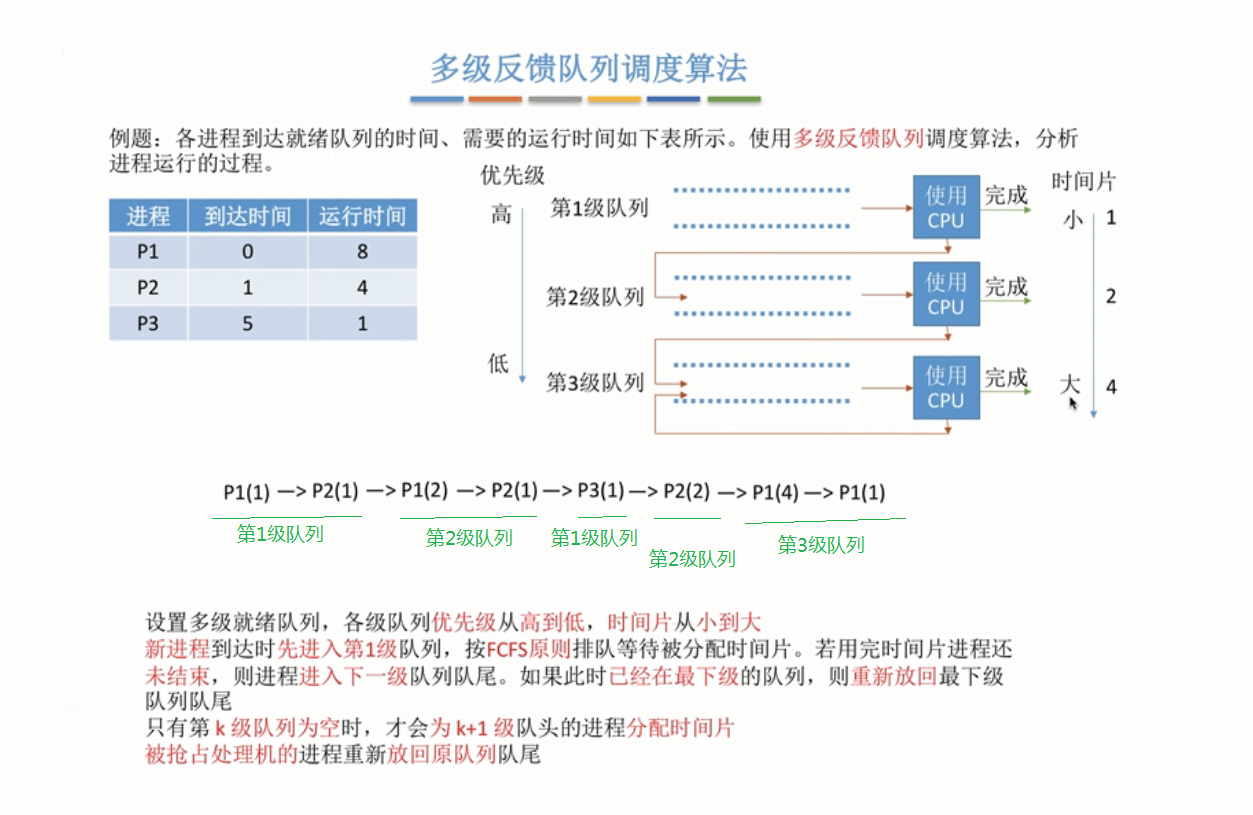 多级反馈队列调度算法
例题：各进程到达就绪队列的时间、需要的运行时间如下表所示。使用多级反馈队列调度算法，分析
进程运行的过程。
进程 到达时间 运行时间
P1 0 8
P2 1 4
P3 5 1
优先级
高
低
第1级队列
使用
CPU
完成
第2级队列
使用
CPU
完成
第3级队列
使用
CPU
完成
时间片
小 1
2
大 4
P1(1) —> P2(1) —> P1(2) —> P2(1) —> P3(1) —> P2(2) —> P1(4) —> P1(1)
第1级队列 第2级队列 第1级队列 第2级队列 第3级队列
设置多级就绪队列，各级队列优先级从高到低，时间片从小到大
新进程到达时先进入第1级队列，按FCFS原则排队等待被分配时间片。若用完时间片进程还
未结束，则进程进入下一级队列队尾。如果此时已经在最下级的队列，则重新放回最下级
队列队尾
只有第 k 级队列为空时，才会为 k+1 级队头的进程分配时间片
被抢占处理机的进程重新放回原队列队尾